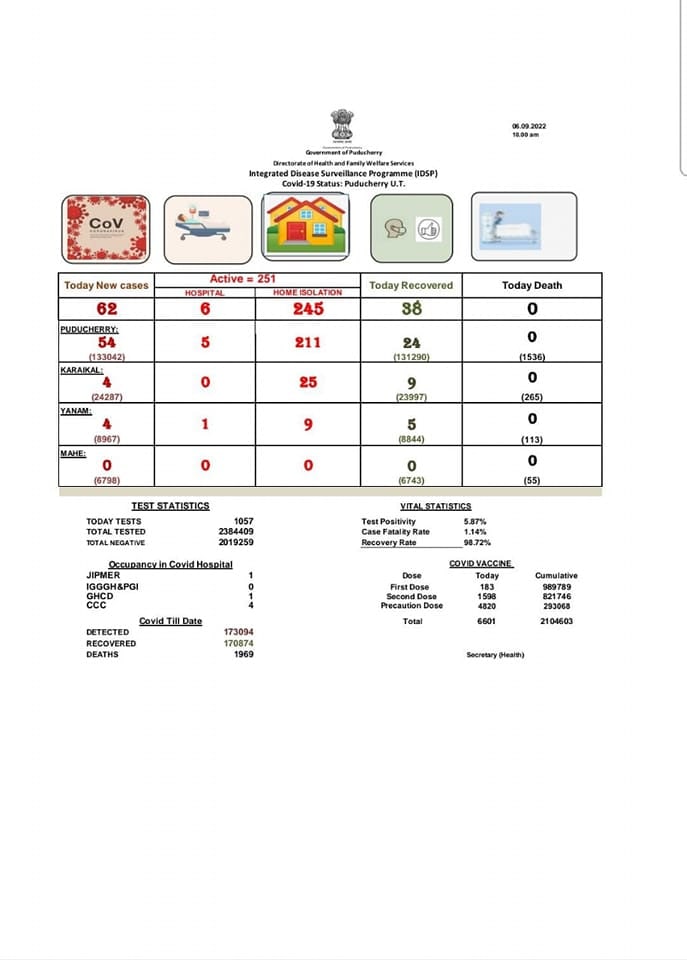 06.09.2022
10.00 am
Government of Puducherry
Directorate of Health and Family Welfare Services
Integrated Disease Surveillance Programme (IDSP)
Covid-19 Status: Puducherry U.T.
CoV
CORONAVIRUS
Today New cases Active = 251 Today Recovered Today Death
HOSPITAL HOME ISOLATION
62 6 245 38 0
PUDUCHERRY:
54 5 211 24 0
(133042) (131290) (1536)
KARAIKAL:
4 0 25 9 0
(24287) (23997) (265)
YANAM:
4 1 9 5 0
(8967) (8844) (113)
MAHE:
0 0 0 0 0
(6798) (6743) (55)
TEST STATISTICS
TODAY TESTS 1057
TOTAL TESTED 2384409
TOTAL NEGATIVE 2019259
VITAL STATISTICS
Test Positivity 5.87%
Case Fatality Rate 1.14%
Recovery Rate 98.72%
Occupancy in Covid Hospital
JIPMER 1
IGGGH&PGI 0
GHCD 1
CCC 4
COVID VACCINE
Dose Today Cumulative
First Dose 183 989789
Second Dose 1598 821746
Precaution Dose 4820 293068
Total 6601 2104603
Covid Till Date
DETECTED 173094
RECOVERED 170874
DEATHS 1969
Secretary (Health)